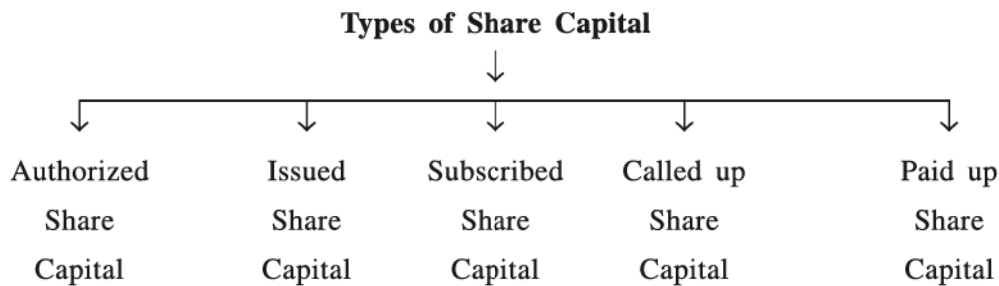 Types of Share Capital
Authorized Issued Subscribed Called up Paid up
Share Share Share Share Share
Capital Capital Capital Capital Capital